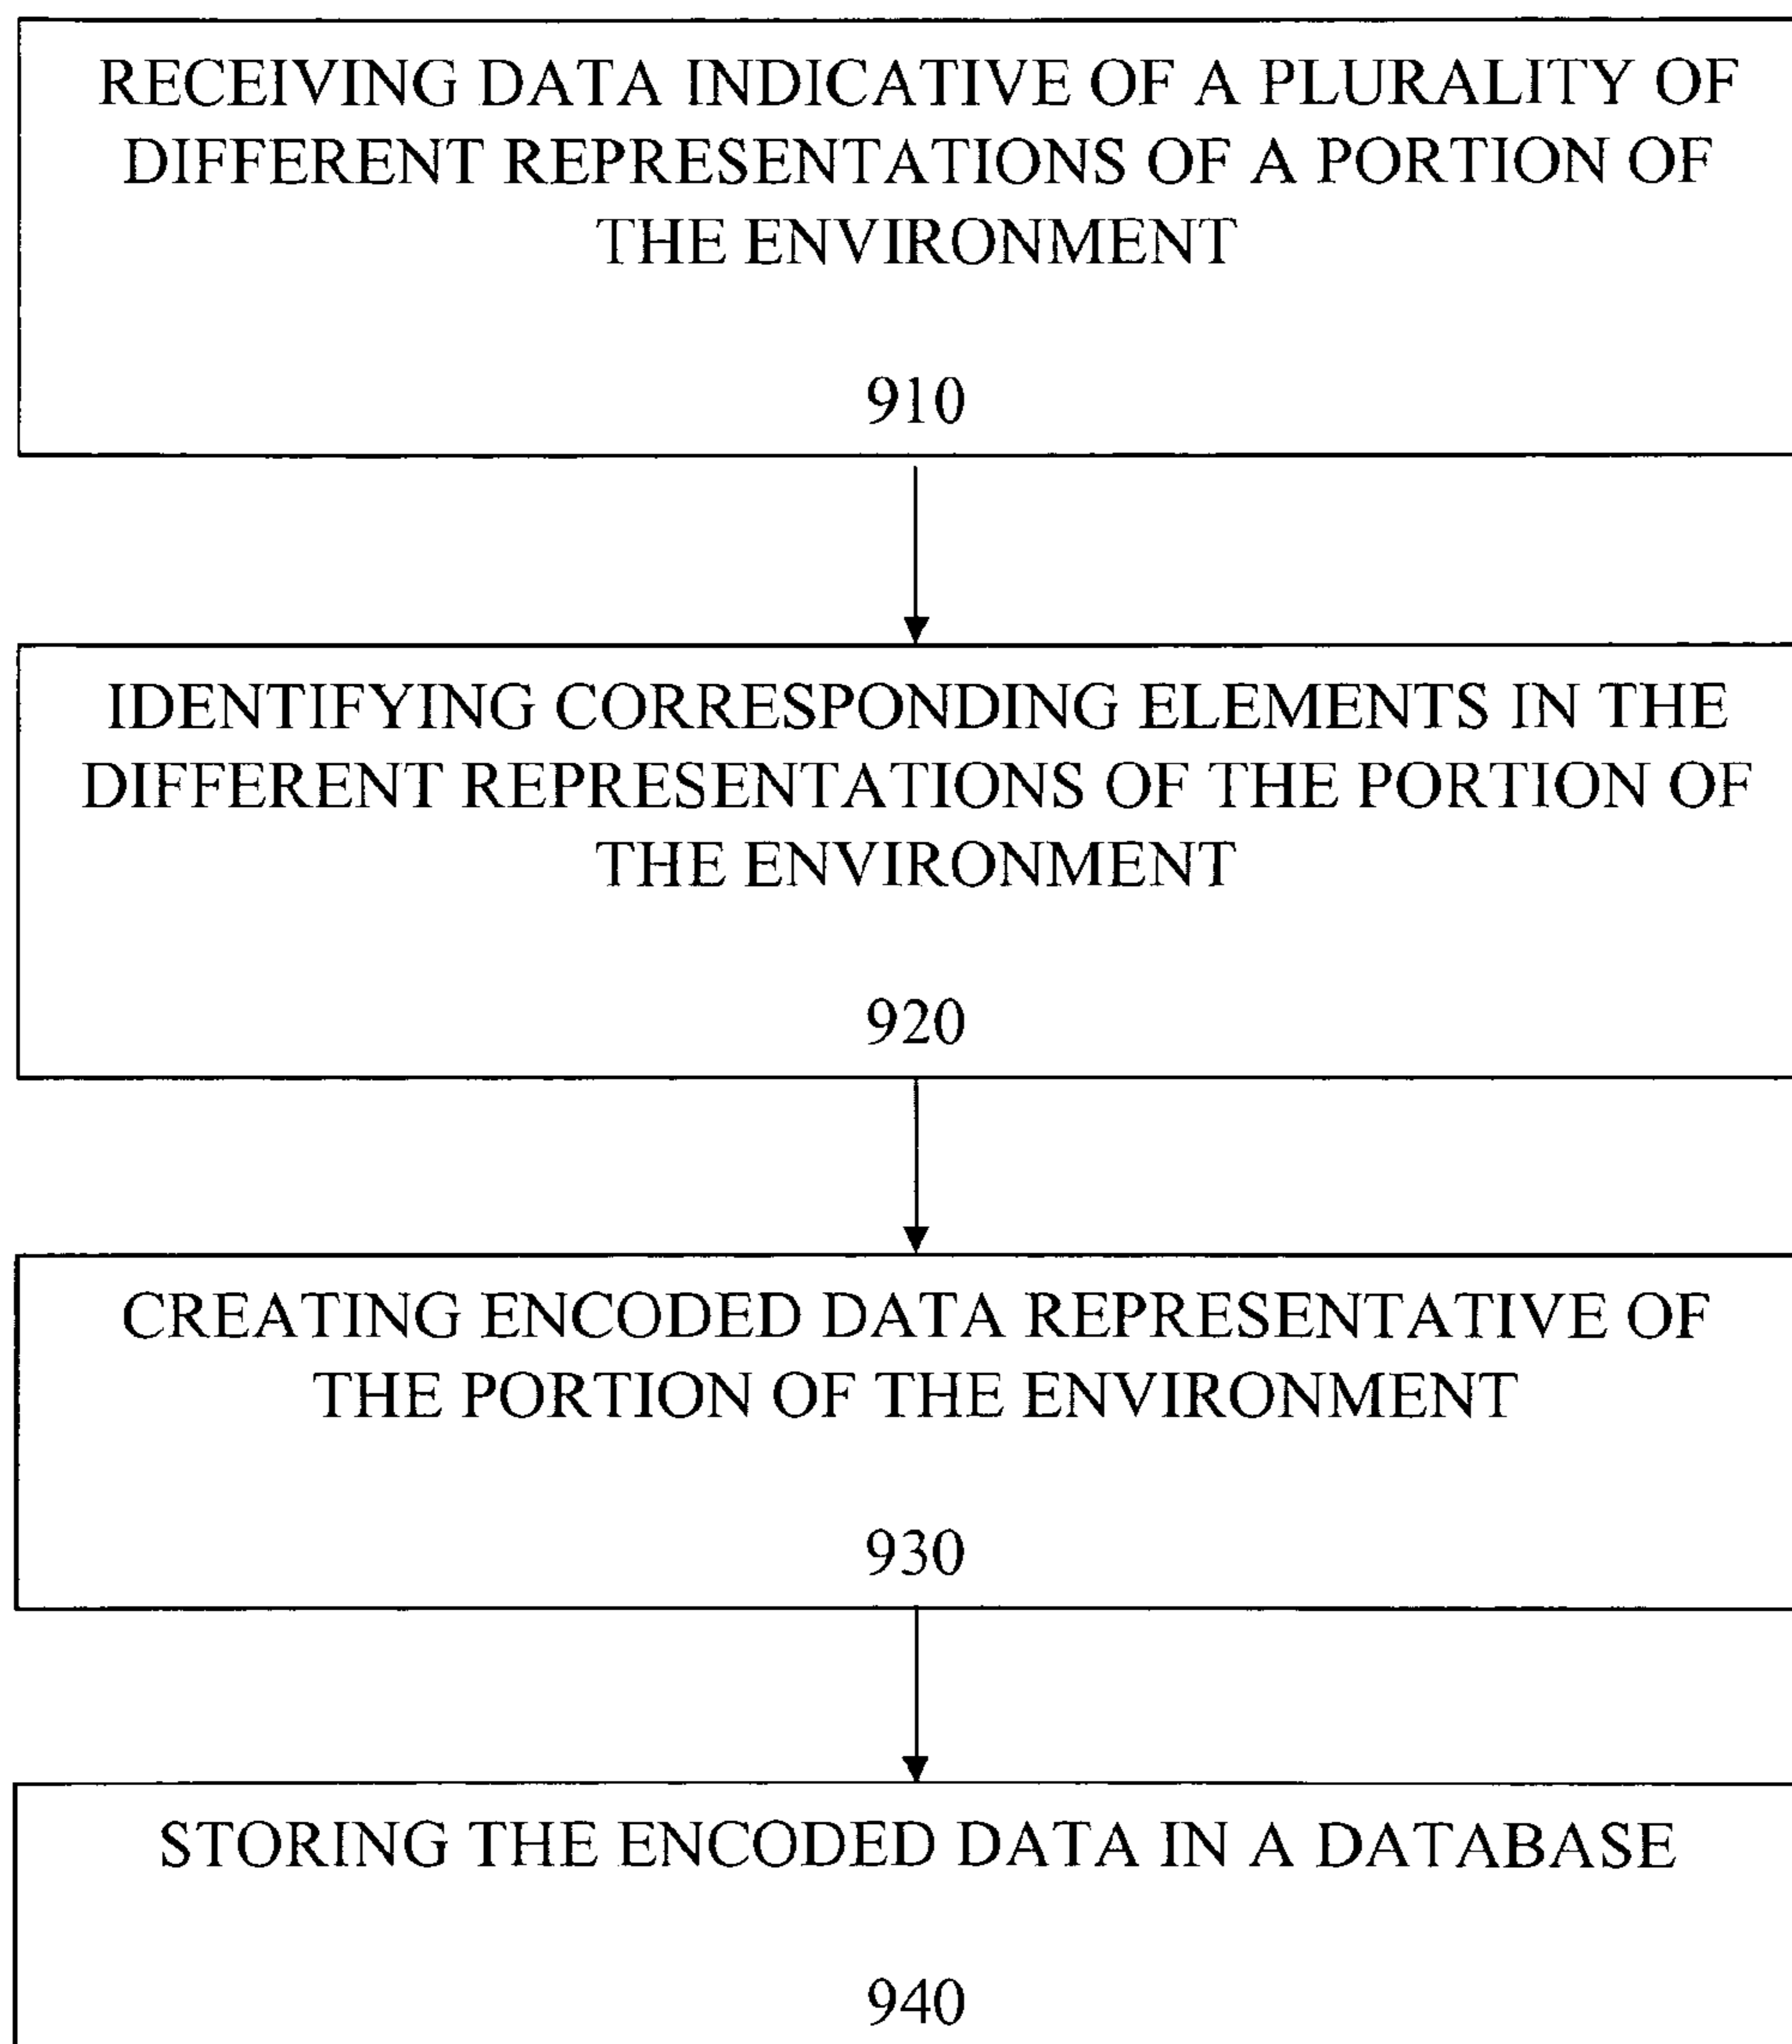 RECEIVING DATA INDICATIVE OF A PLURALITY OF
DIFFERENT REPRESENTATIONS OF A PORTION OF
THE ENVIRONMENT
910
IDENTIFYING CORRESPONDING ELEMENTS IN THE
DIFFERENT REPRESENTATIONS OF THE PORTION OF
THE ENVIRONMENT
920
CREATING ENCODED DATA REPRESENTATIVE OF
THE PORTION OF THE ENVIRONMENT
930
STORING THE ENCODED DATA IN A DATABASE
940